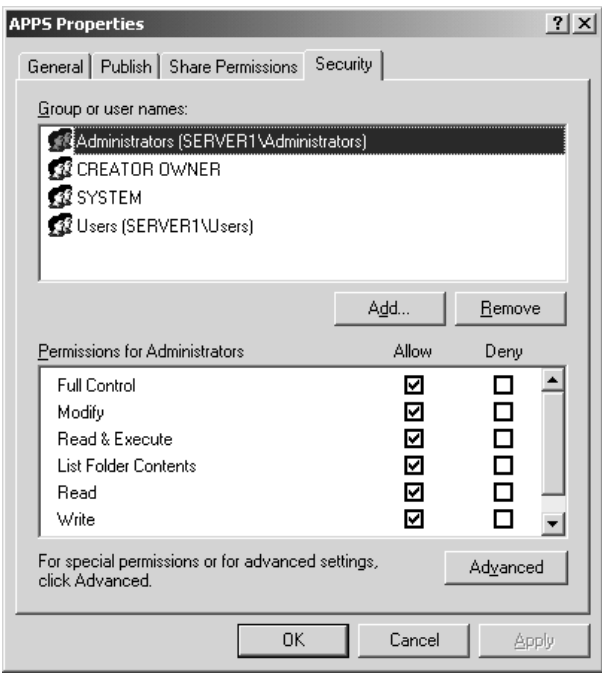 APPS Properties
General Publish Share Permissions Security
Group or user names:
Administrators (SERVER1\Administrators)
CREATOR OWNER
SYSTEM
Users (SERVER1\Users)
Add... Remove
Permissions for Administrators Allow Deny
Full Control
Modify
Read & Execute
List Folder Contents
Read
Write
For special permissions or for advanced settings,
click Advanced.
Advanced
OK Cancel Apply